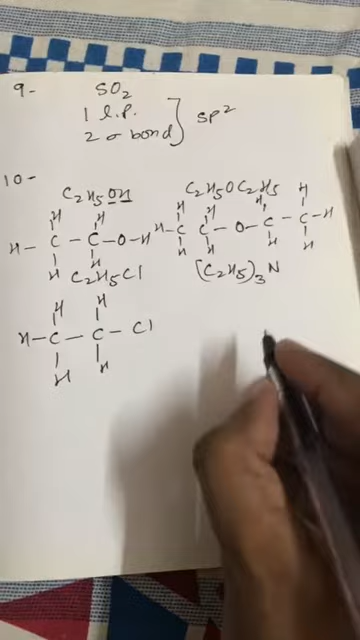 9- SO2
1 l.p.
2 σ bond } SP2
10-
C2H5OH
H H
H-C-C-O-H
H H
C2H5OC2H5
H H H H
H-C-C-O-C-C-H
H H H H
C2H5Cl
H H
H-C-C-Cl
H H
(C2H5)3N